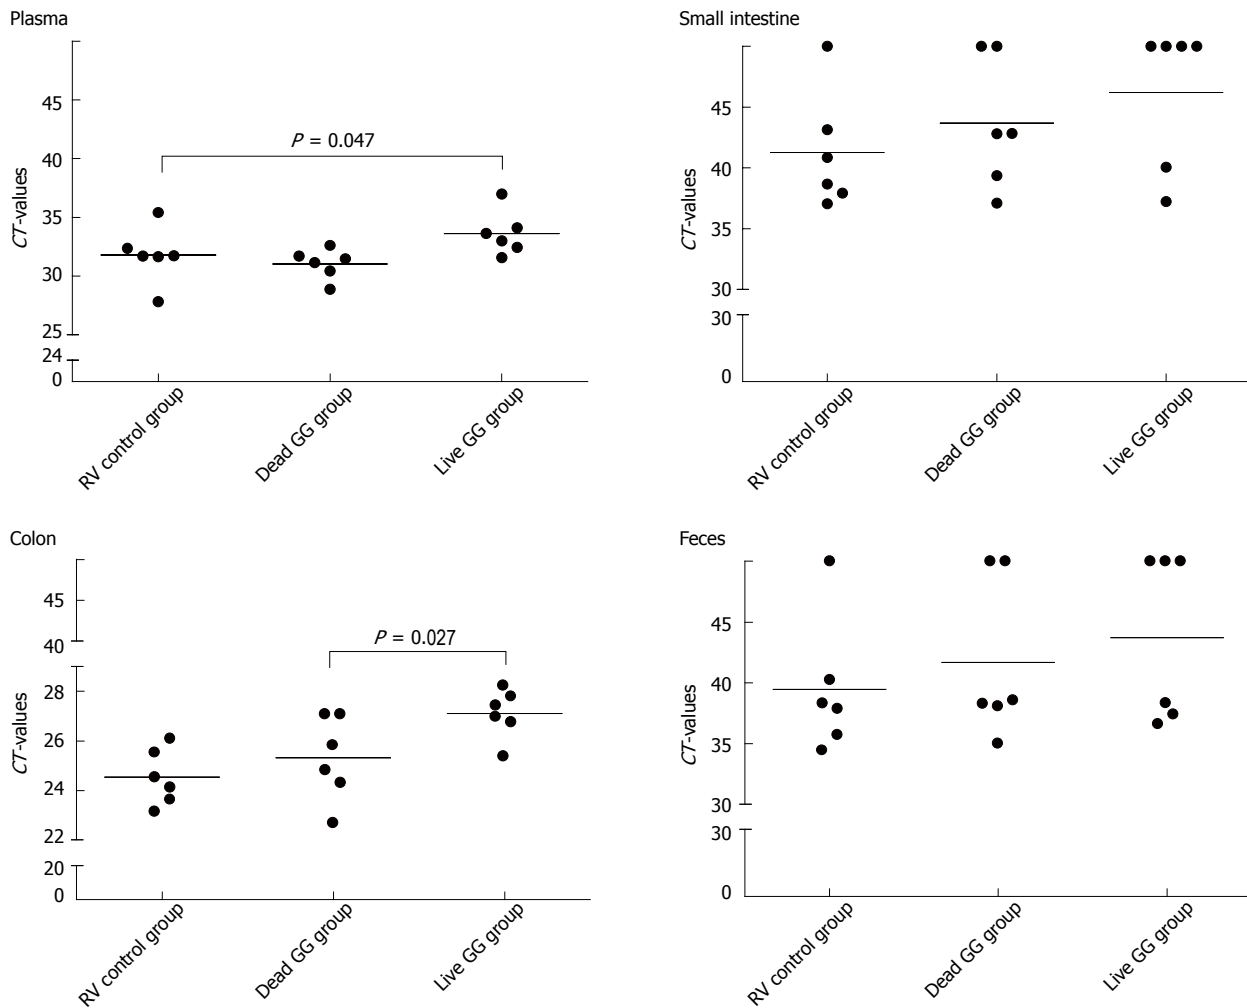 Plasma
45
P = 0.047
40
35
30
25
24
0
CT-values
RV control group
Dead GG group
Live GG group
Small intestine
45
40
35
30
30
0
CT-values
RV control group
Dead GG group
Live GG group
Colon
45
40
P = 0.027
28
26
24
22
20
0
CT-values
RV control group
Dead GG group
Live GG group
Feces
45
40
35
30
30
0
CT-values
RV control group
Dead GG group
Live GG group